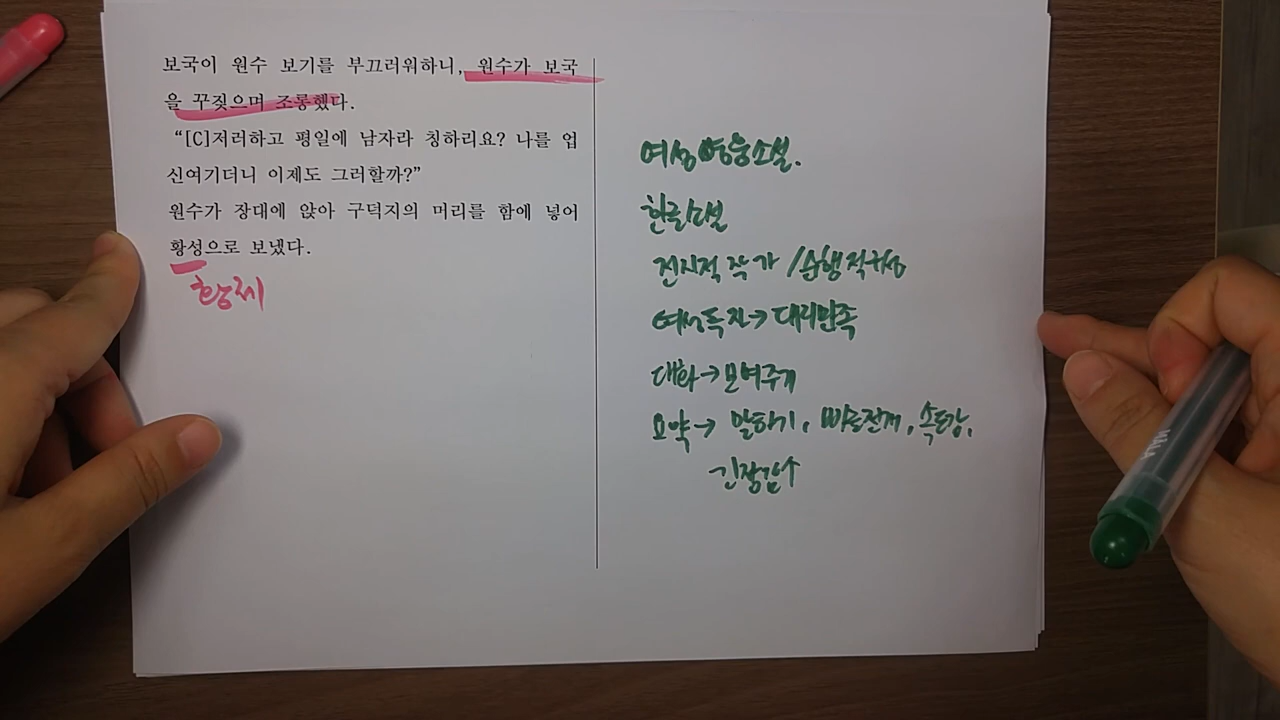 보국이 원수 보기를 부끄러워하니, 원수가 보국
을 꾸짖으며 조롱했다.
“[C]저러하고 평일에 남자라 칭하리요? 나를 업
신여기더니 이제도 그러할까?”
원수가 장대에 앉아 구덕지의 머리를 함에 넣어
황성으로 보냈다.
황제
여성영웅소설.
한글소설
전지적 작가 / 순행적구성
여성독자→대리만족
대화→보여주기
요약→ 말하기, 빠른전개, 속도감,
긴장감↑